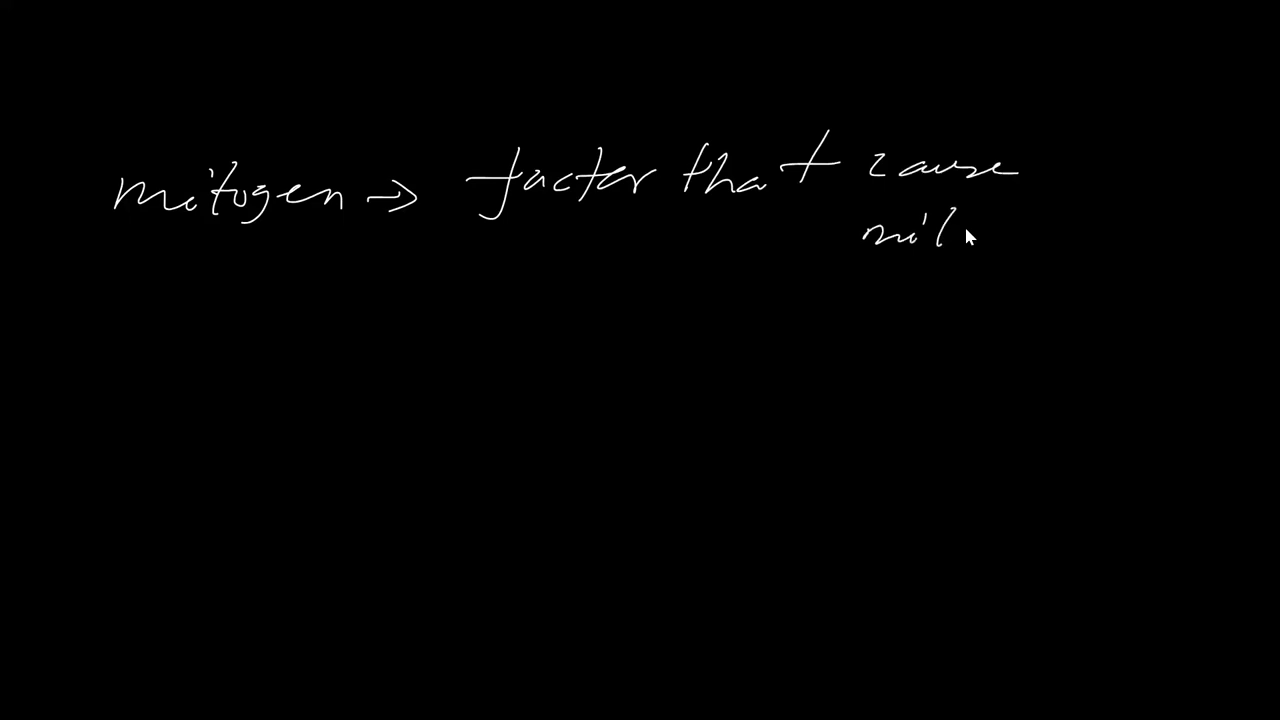 mitogen → factor that cause